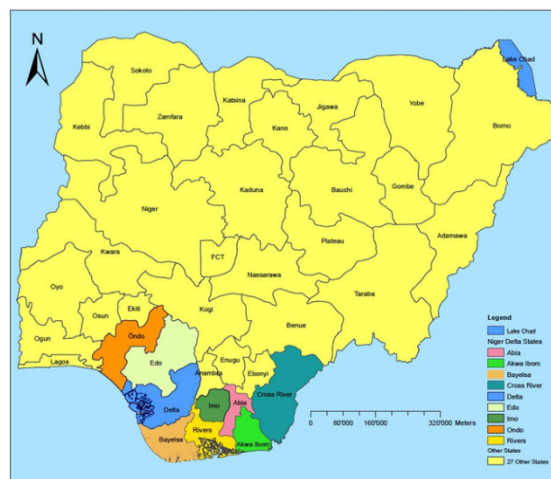 N
Lake Chad
Sokoto
Katsina
Jigawa
Yobe
Zamfara
Kebbi
Kano
Borno
Kaduna
Bauchi
Gombe
Niger
Adamawa
Plateau
Kwara
FCT
Nassarawa
Oyo
Taraba
Kogi
Ekiti
Osun
Benue
Ogun
Ondo
Edo
Lagos
Enugu
Anambra
Ebonyi
Cross River
Delta
Imo
Abia
Rivers
Bayelsa
Akwa Ibom
Legend
Lake Chad
Niger Delta States
Abia
Akwa Ibom
Bayelsa
Cross River
Delta
Edo
Imo
Ondo
Rivers
Other States
27 Other States
0 80'000 160'000 320'000 Meters